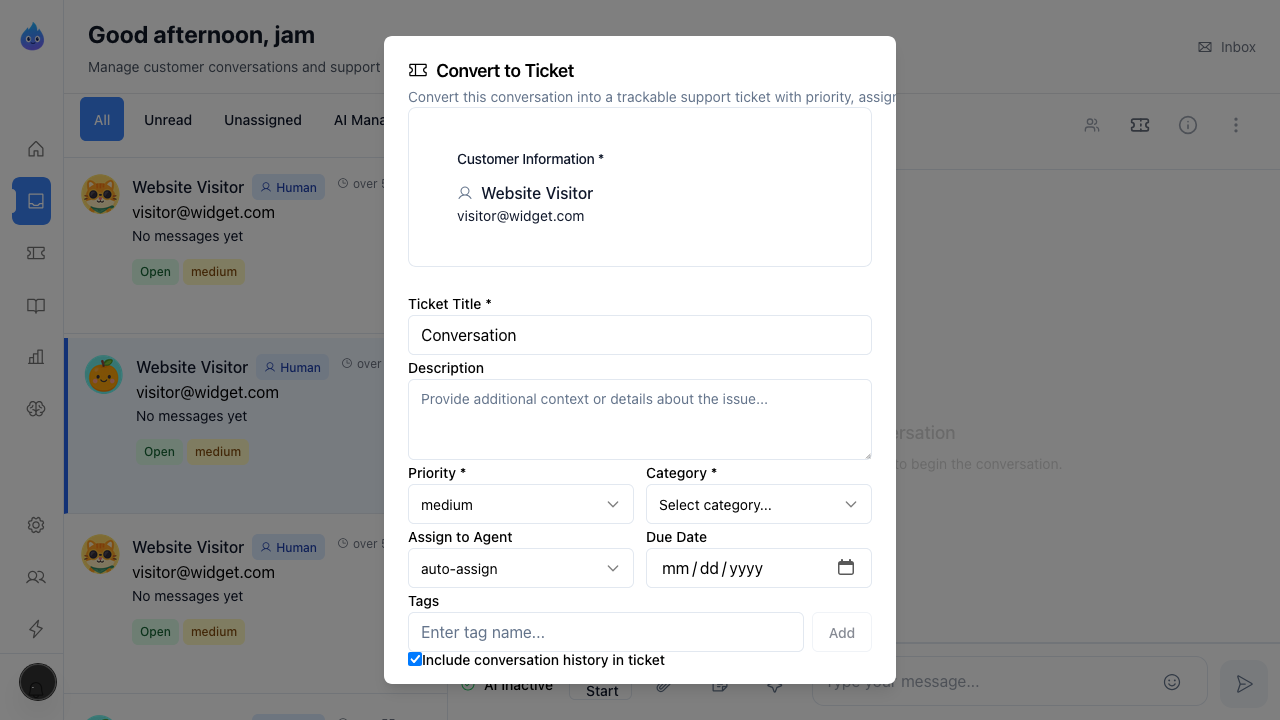 Good afternoon, jam
Manage customer conversations and support
Inbox
All
Unread
Unassigned
AI Mana
Website Visitor
Human
over 5
visitor@widget.com
No messages yet
Open
medium
Website Visitor
Human
over
visitor@widget.com
No messages yet
Open
medium
Website Visitor
Human
over 5
visitor@widget.com
No messages yet
Open
medium
Convert to Ticket
Convert this conversation into a trackable support ticket with priority, assign
Customer Information *
Website Visitor
visitor@widget.com
Ticket Title *
Conversation
Description
Provide additional context or details about the issue...
Priority *
Category *
medium
Select category...
Assign to Agent
Due Date
auto-assign
mm/dd/yyyy
Tags
Enter tag name...
Add
Include conversation history in ticket
ersation
to begin the conversation.
AI Inactive
Start
Type your message...